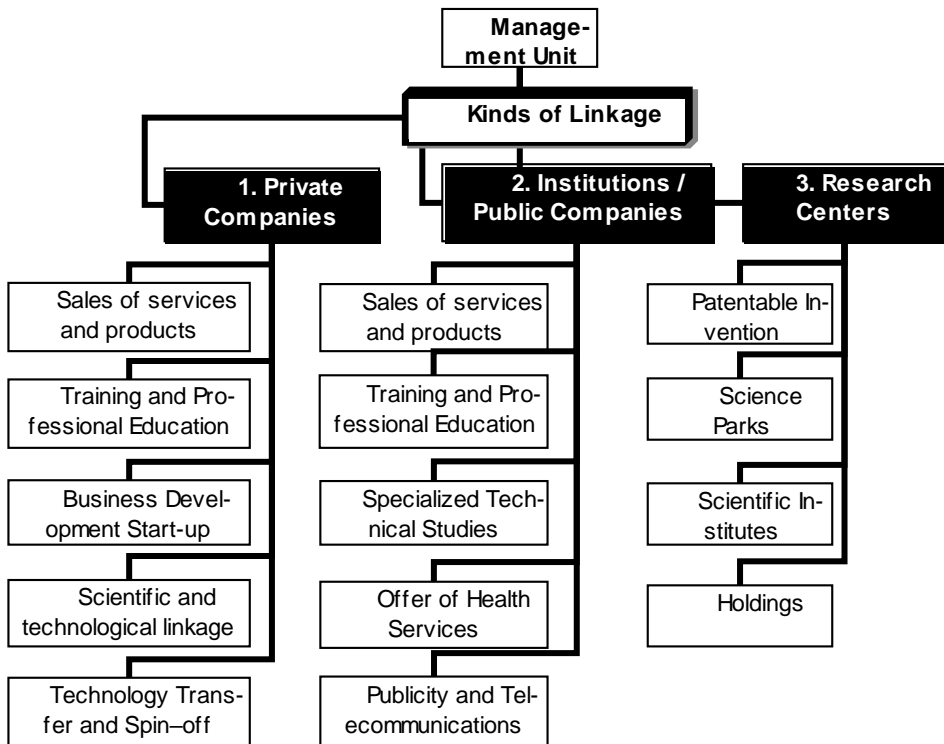 Manage-
ment Unit
Kinds of Linkage
1. Private
Companies
2. Institutions /
Public Companies
3. Research
Centers
Sales of services
and products
Training and Pro-
fessional Education
Business Devel-
opment Start-up
Scientific and
technological linkage
Technology Trans-
fer and Spin–off
Sales of services
and products
Training and Pro-
fessional Education
Specialized Tech-
nical Studies
Offer of Health
Services
Publicity and Tel-
ecommunications
Patentable In-
vention
Science
Parks
Scientific In-
stitutes
Holdings